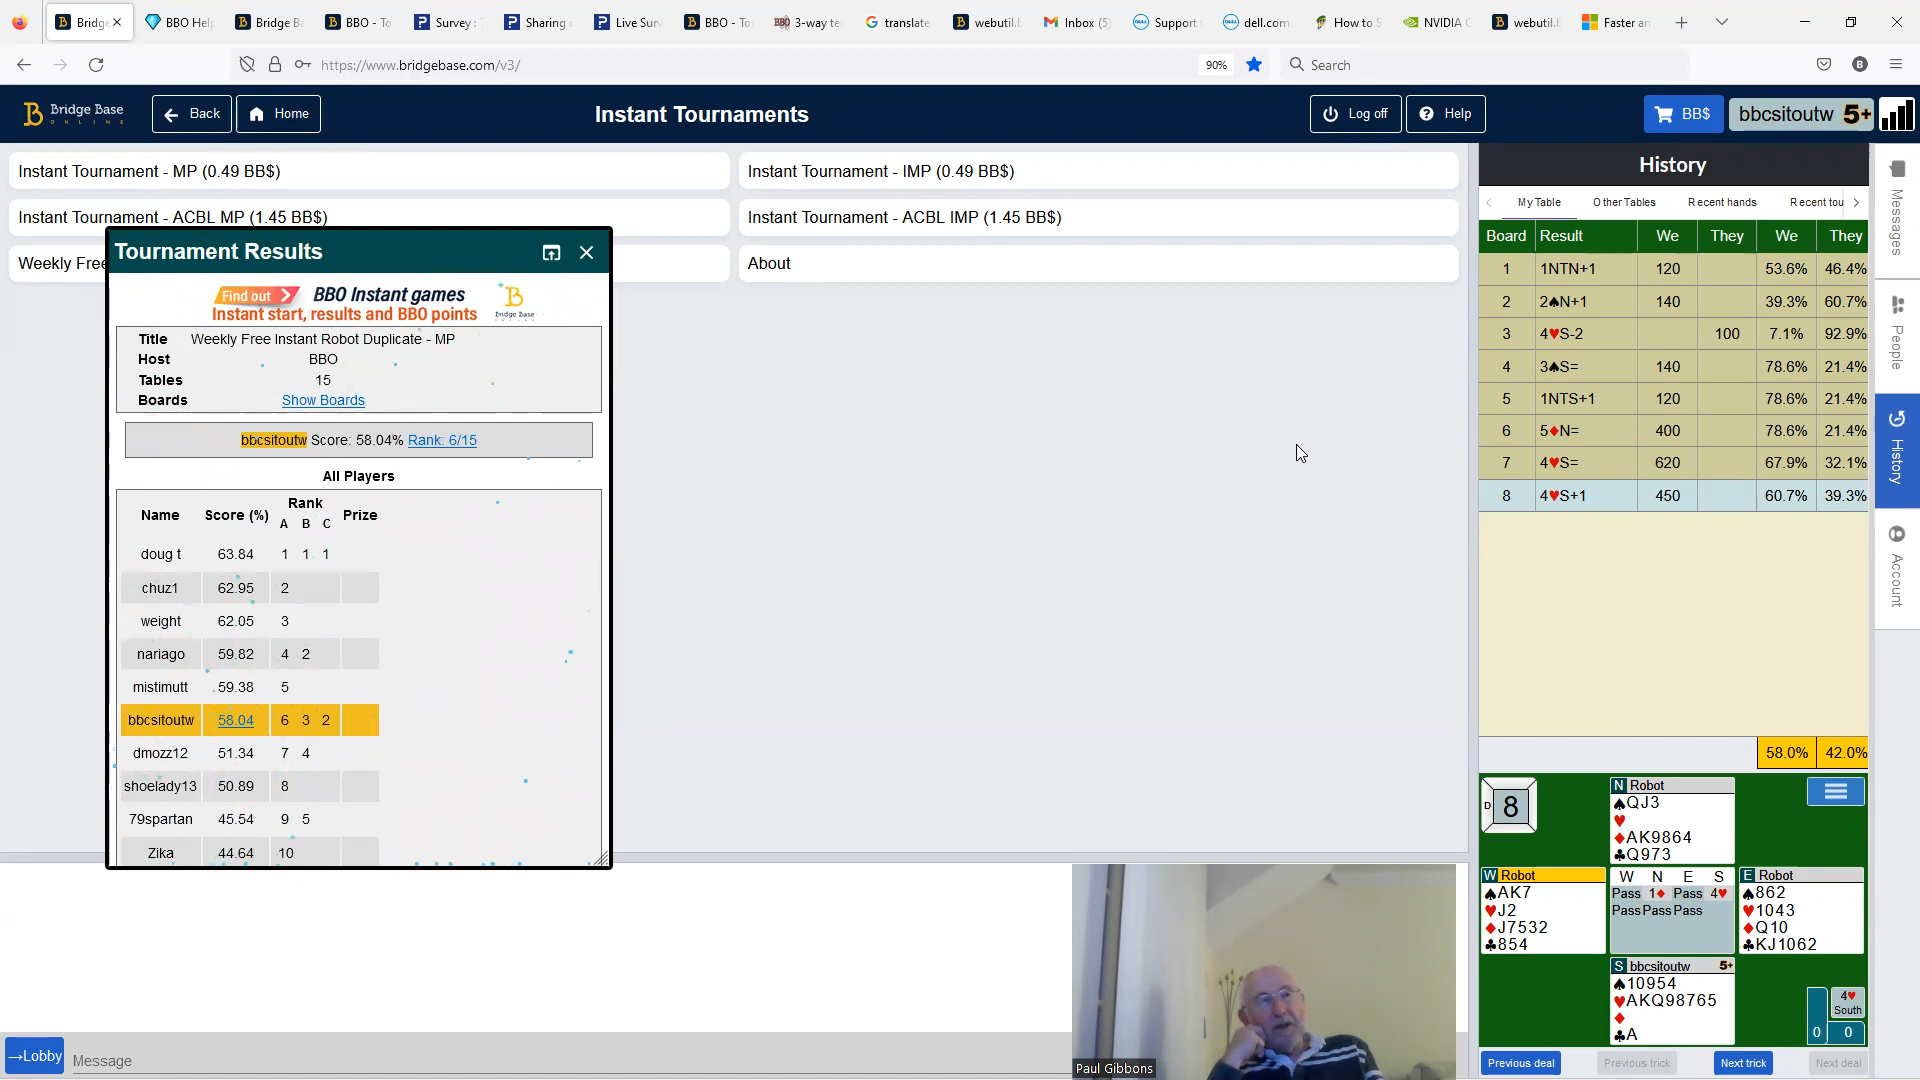 Bridge
BBO Help
Bridge Ba
BBO - To
Survey :
Sharing
Live Sur
BBO - To
3-way te
translate
webutil.b
Inbox (5)
Support
dell.com
How to S
NVIDIA C
webutil.b
Faster an
https://www.bridgebase.com/v3/
90%
Search
Bridge Base
ONLINE
Back
Home
Instant Tournaments
Log off
Help
BB$
bbcsitoutw 5+
Instant Tournament - MP (0.49 BB$)
Instant Tournament - IMP (0.49 BB$)
Instant Tournament - ACBL MP (1.45 BB$)
Instant Tournament - ACBL IMP (1.45 BB$)
Weekly Free
About
Tournament Results
Find out
BBO Instant games
Instant start, results and BBO points
Bridge Base
Title Weekly Free Instant Robot Duplicate - MP
Host BBO
Tables 15
Boards Show Boards
bbcsitoutw Score: 58.04% Rank: 6/15
All Players
Name Score (%) Rank A B C Prize
doug t 63.84 1 1 1
chuz1 62.95 2
weight 62.05 3
nariago 59.82 4 2
mistimutt 59.38 5
bbcsitoutw 58.04 6 3 2
dmozz12 51.34 7 4
shoelady13 50.89 8
79spartan 45.54 9 5
Zika 44.64 10
→Lobby
Message
Paul Gibbons
History
My Table
Other Tables
Recent hands
Recent tou
Board Result We They We They
1 1NTN+1 120 53.6% 46.4%
2 2♠N+1 140 39.3% 60.7%
3 4♥S-2 100 7.1% 92.9%
4 3♠S= 140 78.6% 21.4%
5 1NTS+1 120 78.6% 21.4%
6 5♦N= 400 78.6% 21.4%
7 4♥S= 620 67.9% 32.1%
8 4♥S+1 450 60.7% 39.3%
58.0% 42.0%
D 8
N Robot
♠QJ3
♥
♦AK9864
♣Q973
W Robot
♠AK7
♥J2
♦J7532
♣854
W N E S
Pass 1♦ Pass 4♥
Pass Pass Pass
E Robot
♠862
♥1043
♦Q10
♣KJ1062
S bbcsitoutw 5+
♠10954
♥AKQ98765
♦
♣A
4♥
South
0 0
Previous deal
Previous trick
Next trick
Next deal
Messages
People
History
Account